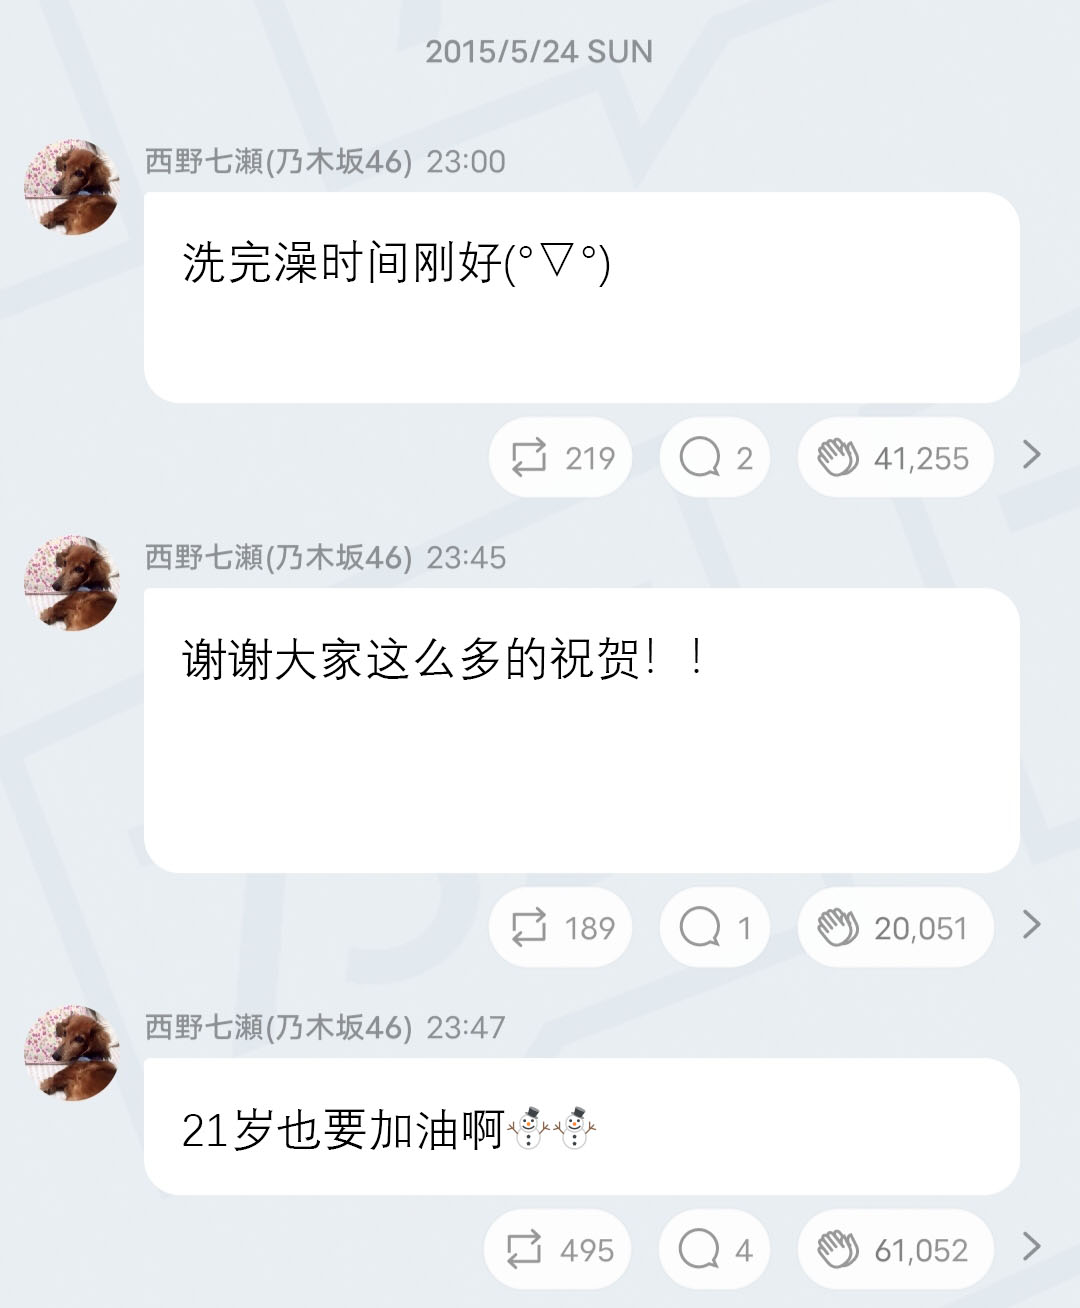 2015/5/24 SUN
西野七瀬(乃木坂46) 23:00
洗完澡时间刚好(°▽°)
219 2 41,255
西野七瀬(乃木坂46) 23:45
谢谢大家这么多的祝贺！！
189 1 20,051
西野七瀬(乃木坂46) 23:47
21岁也要加油啊⛄⛄
495 4 61,052